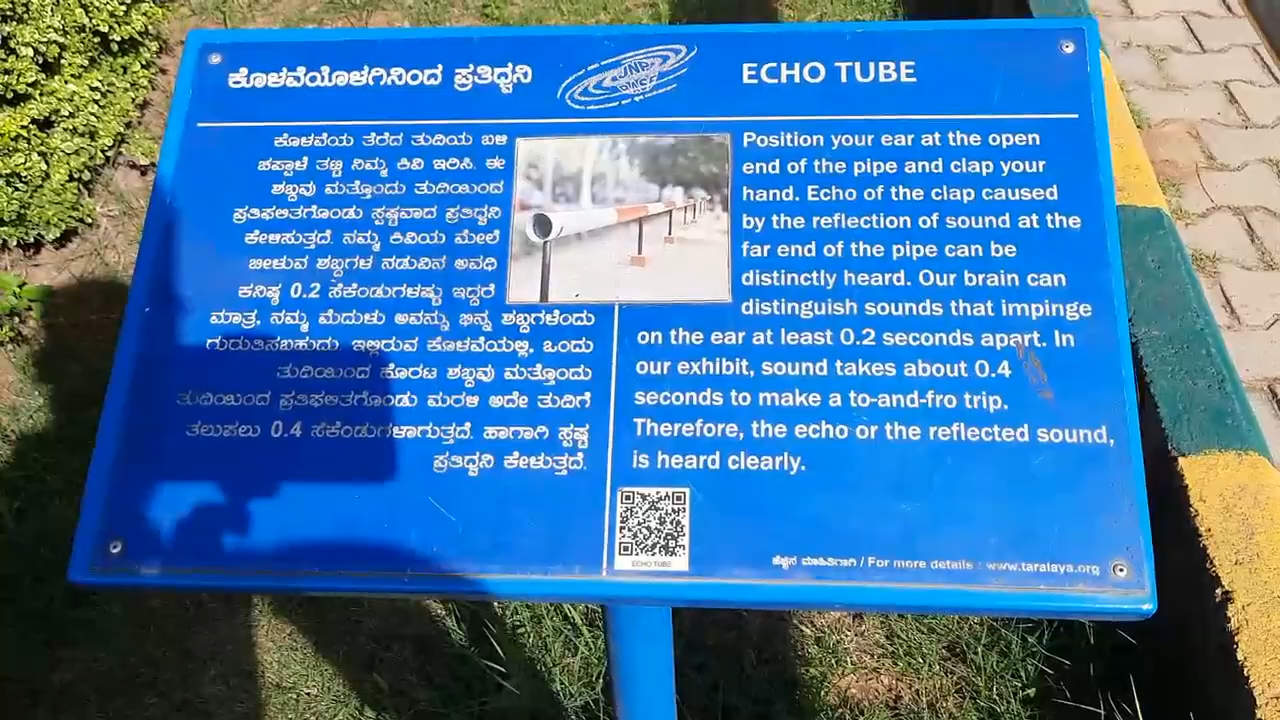 ಕೊಳವೆಯೊಳಗಿನಿಂದ ಪ್ರತಿಧ್ವನಿ
ECHO TUBE
ಕೊಳವೆಯ ತೆರೆದ ತುದಿಯ ಬಳಿ
ಚಪ್ಪಾಳೆ ತಟ್ಟಿ ನಿಮ್ಮ ಕಿವಿ ಇರಿಸಿ. ಈ
ಶಬ್ದವು ಮತ್ತೊಂದು ತುದಿಯಿಂದ
ಪ್ರತಿಫಲಿತಗೊಂಡು ಸ್ಪಷ್ಟವಾದ ಪ್ರತಿಧ್ವನಿ
ಕೇಳಿಸುತ್ತದೆ. ನಮ್ಮ ಕಿವಿಯ ಮೇಲೆ
ಬೀಳುವ ಶಬ್ದಗಳ ನಡುವಿನ ಅವಧಿ
ಕನಿಷ್ಠ 0.2 ಸೆಕೆಂಡುಗಳಷ್ಟು ಇದ್ದರೆ
ಮಾತ್ರ, ನಮ್ಮ ಮೆದುಳು ಅವನ್ನು ಭಿನ್ನ ಶಬ್ದಗಳೆಂದು
ಗುರುತಿಸಬಹುದು. ಇಲ್ಲಿರುವ ಕೊಳವೆಯಲ್ಲಿ, ಒಂದು
ತುದಿಯಿಂದ ಹೊರಟ ಶಬ್ದವು ಮತ್ತೊಂದು
ತುದಿಯಿಂದ ಪ್ರತಿಫಲಿತಗೊಂಡು ಮರಳಿ ಅದೇ ತುದಿಗೆ
ತಲುಪಲು 0.4 ಸೆಕೆಂಡುಗಳಾಗುತ್ತದೆ. ಹಾಗಾಗಿ ಸ್ಪಷ್ಟ
ಪ್ರತಿಧ್ವನಿ ಕೇಳುತ್ತದೆ.
Position your ear at the open
end of the pipe and clap your
hand. Echo of the clap caused
by the reflection of sound at the
far end of the pipe can be
distinctly heard. Our brain can
distinguish sounds that impinge
on the ear at least 0.2 seconds apart. In
our exhibit, sound takes about 0.4
seconds to make a to-and-fro trip.
Therefore, the echo or the reflected sound,
is heard clearly.
ECHO TUBE
ಹೆಚ್ಚಿನ ಮಾಹಿತಿಗಾಗಿ / For more details : www.taralaya.org